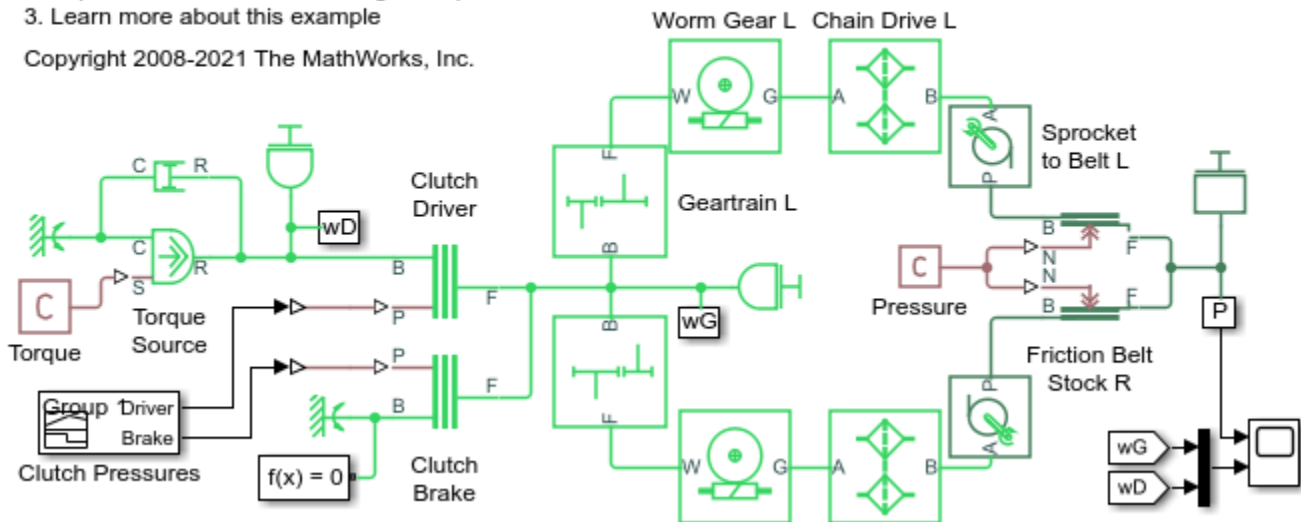 3. Learn more about this example
Copyright 2008-2021 The MathWorks, Inc.
Worm Gear L
Chain Drive L
W
G
A
B
A
Sprocket
to Belt L
P
F
Geartrain L
B
C
R
C
R
S
C
Torque
Torque
Source
wD
Clutch
Driver
B
F
P
wG
C
Pressure
B
F
N
N
B
F
P
Friction Belt
Stock R
P
A
Group 1
Driver
Brake
Clutch Pressures
P
B
F
Clutch
Brake
f(x) = 0
B
F
W
G
A
B
wG
wD